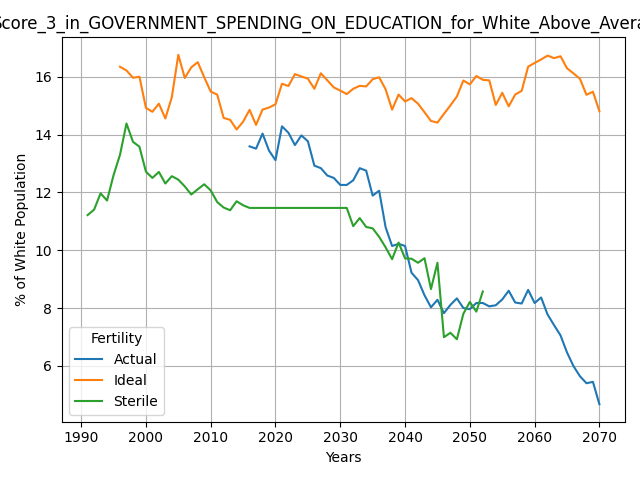 Score_3_in_GOVERNMENT_SPENDING_ON_EDUCATION_for_White_Above_Avera
16
14
12
10
8
6
% of White Population
Fertility
Actual
Ideal
Sterile
1990 2000 2010 2020 2030 2040 2050 2060 2070
Years